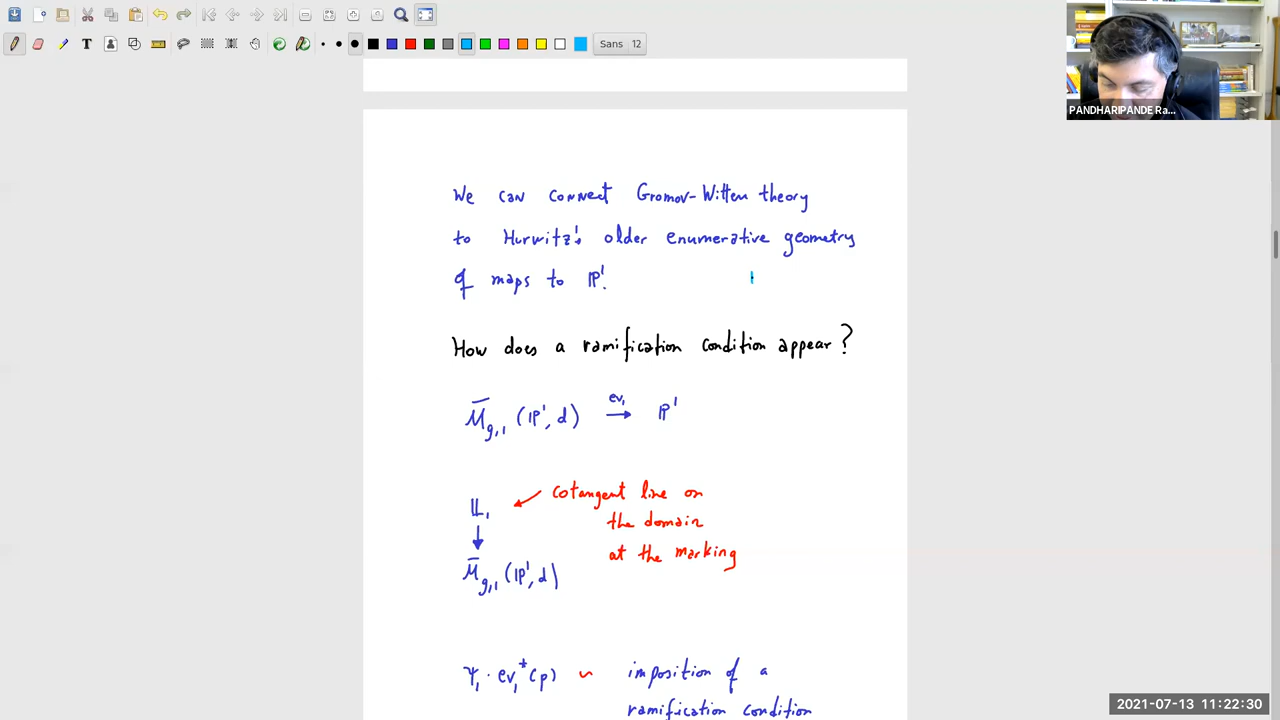 Sans 12
PANDHARIPANDE Ra...
We can connect Gromov-Witten theory
to Hurwitz's older enumerative geometry
of maps to ℙ¹.
How does a ramification condition appear?
M̄_{g,1}(ℙ¹, d) →^{ev₁} ℙ¹
𝕃₁ ← cotangent line on
↓ the domain
at the marking
M̄_{g,1}(ℙ¹, d)
ψ₁ · ev₁*(p) ~ imposition of a
ramification condition
2021-07-13 11:22:30